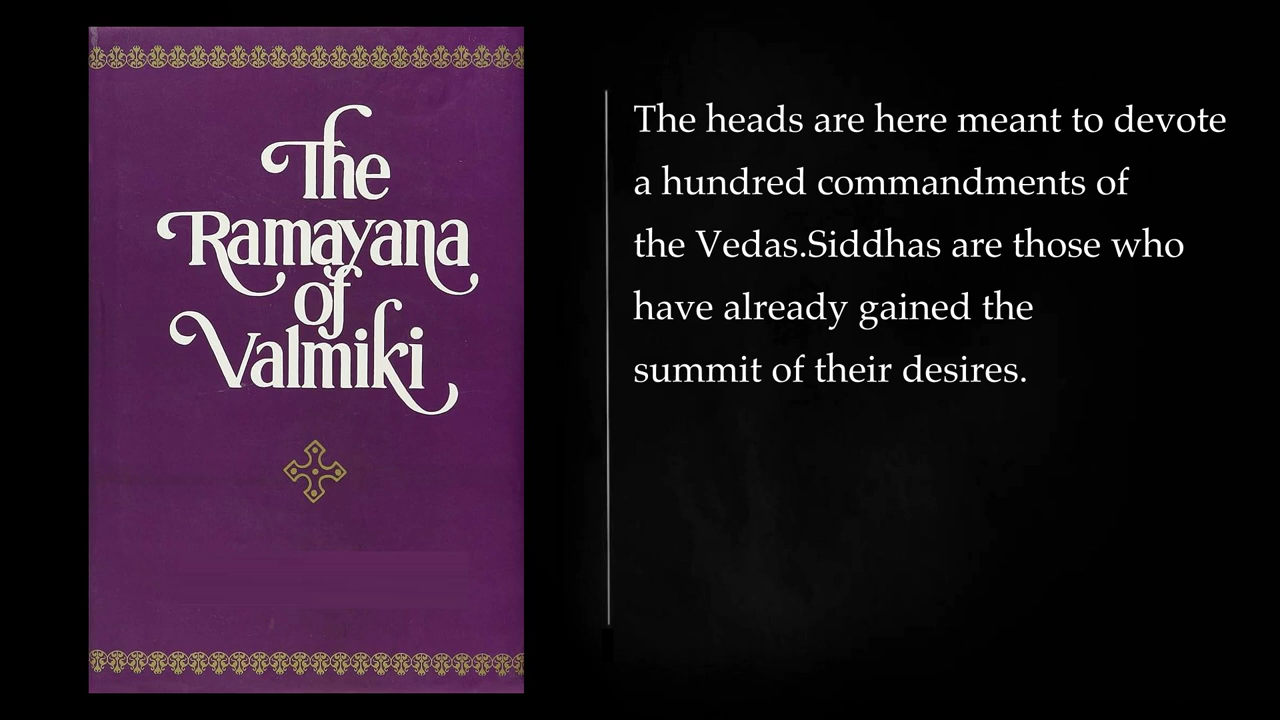 The
Ramayana
of
Valmiki
The heads are here meant to devote
a hundred commandments of
the Vedas.Siddhas are those who
have already gained the
summit of their desires.